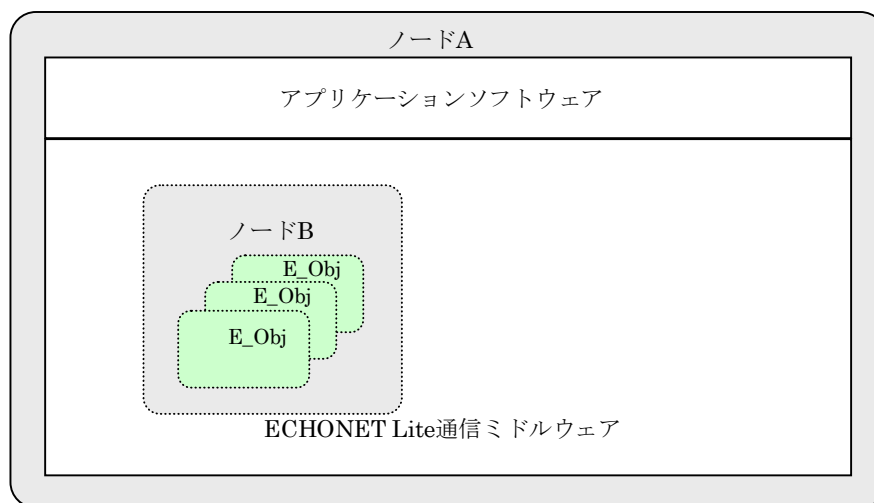 ノードA
アプリケーションソフトウェア
ノードB
E_Obj
E_Obj
E_Obj
ECHONET Lite通信ミドルウェア